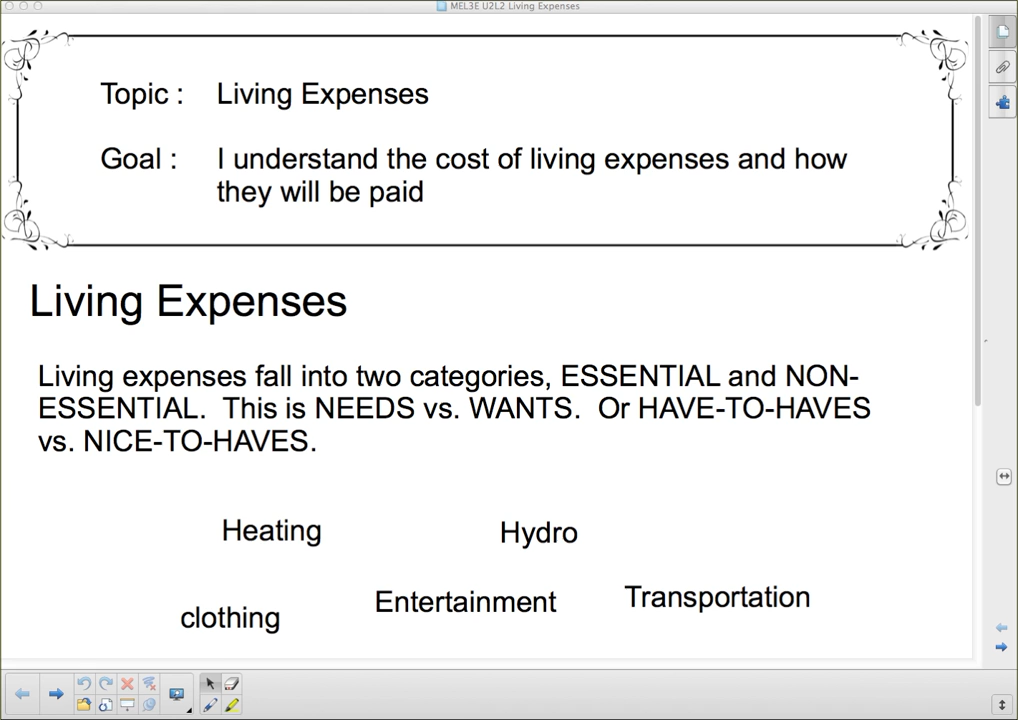 MEL3E U2L2 Living Expenses
Topic : Living Expenses
Goal : I understand the cost of living expenses and how
they will be paid
Living Expenses
Living expenses fall into two categories, ESSENTIAL and NON-
ESSENTIAL. This is NEEDS vs. WANTS. Or HAVE-TO-HAVES
vs. NICE-TO-HAVES.
Heating Hydro
clothing Entertainment Transportation